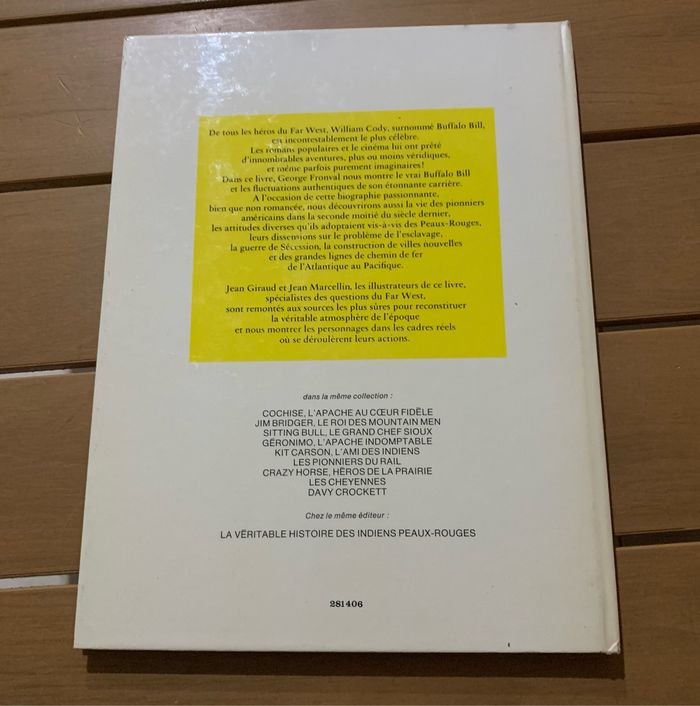 De tous les héros du Far West, William Cody, surnommé Buffalo Bill,
est incontestablement le plus célèbre.
Les romans populaires et le cinéma lui ont prêté
d'innombrables aventures, plus ou moins véridiques,
et même parfois purement imaginaires!
Dans ce livre, George Fronval nous montre le vrai Buffalo Bill
et les fluctuations authentiques de son étonnante carrière.
A l'occasion de cette biographie passionnante,
bien que non romancée, nous découvrirons aussi la vie des pionniers
américains dans la seconde moitié du siècle dernier,
les attitudes diverses qu'ils adoptaient vis-à-vis des Peaux-Rouges,
leurs dissensions sur le problème de l'esclavage,
la guerre de Sécession, la construction de villes nouvelles
et des grandes lignes de chemin de fer
de l'Atlantique au Pacifique.
Jean Giraud et Jean Marcellin, les illustrateurs de ce livre,
spécialistes des questions du Far West,
sont remontés aux sources les plus sûres pour reconstituer
la véritable atmosphère de l'époque
et nous montrer les personnages dans les cadres réels
où se déroulèrent leurs actions.
dans la même collection :
COCHISE, L'APACHE AU CŒUR FIDÈLE
JIM BRIDGER, LE ROI DES MOUNTAIN MEN
SITTING BULL, LE GRAND CHEF SIOUX
GÉRONIMO, L'APACHE INDOMPTABLE
KIT CARSON, L'AMI DES INDIENS
LES PIONNIERS DU RAIL
CRAZY HORSE, HÉROS DE LA PRAIRIE
LES CHEYENNES
DAVY CROCKETT
Chez le même éditeur :
LA VÉRITABLE HISTOIRE DES INDIENS PEAUX-ROUGES
281406